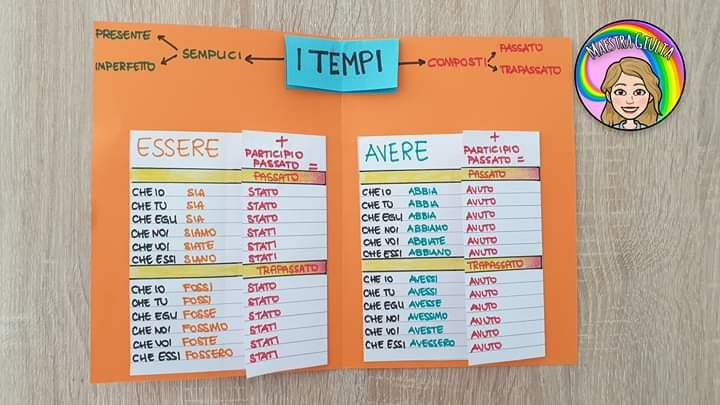 PRESENTE
IMPERFETTO
SEMPLICI
I TEMPI
COMPOSTI
PASSATO
TRAPASSATO
MAESTRA GIULIA
ESSERE
+
PARTICIPIO
PASSATO =
PASSATO
CHE IO SIA STATO
CHE TU SIA STATO
CHE EGLI SIA STATO
CHE NOI SIAMO STATI
CHE VOI SIATE STATI
CHE ESSI SIANO STATI
TRAPASSATO
CHE IO FOSSI STATO
CHE TU FOSSI STATO
CHE EGLI FOSSE STATO
CHE NOI FOSSIMO STATI
CHE VOI FOSTE STATI
CHE ESSI FOSSERO STATI
AVERE
+
PARTICIPIO
PASSATO =
PASSATO
CHE IO ABBIA AVUTO
CHE TU ABBIA AVUTO
CHE EGLI ABBIA AVUTO
CHE NOI ABBIAMO AVUTO
CHE VOI ABBIATE AVUTO
CHE ESSI ABBIANO AVUTO
TRAPASSATO
CHE IO AVESSI AVUTO
CHE TU AVESSI AVUTO
CHE EGLI AVESSE AVUTO
CHE NOI AVESSIMO AVUTO
CHE VOI AVESTE AVUTO
CHE ESSI AVESSERO AVUTO